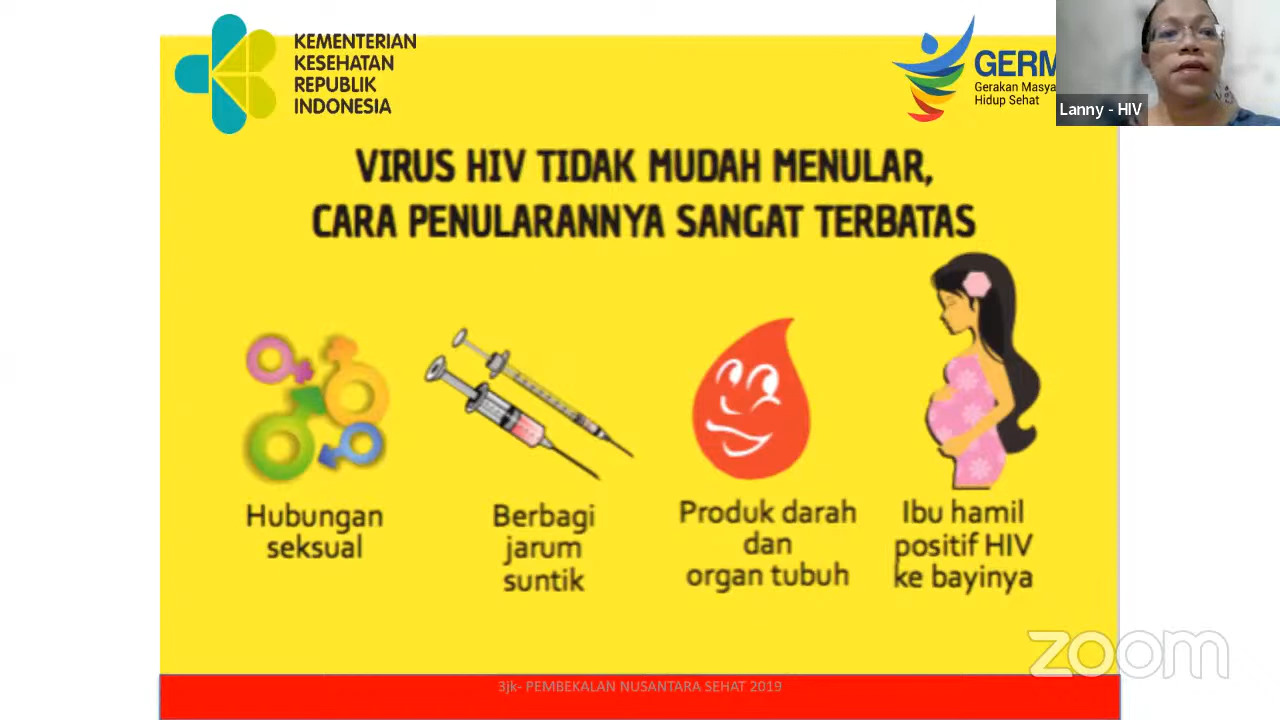 KEMENTERIAN
KESEHATAN
REPUBLIK
INDONESIA
GERM
Gerakan Masya
Hidup Sehat
Lanny - HIV
VIRUS HIV TIDAK MUDAH MENULAR,
CARA PENULARANNYA SANGAT TERBATAS
Hubungan
seksual
Berbagi
jarum
suntik
Produk darah
dan
organ tubuh
Ibu hamil
positif HIV
ke bayinya
zoom
3jk- PEMBEKALAN NUSANTARA SEHAT 2019